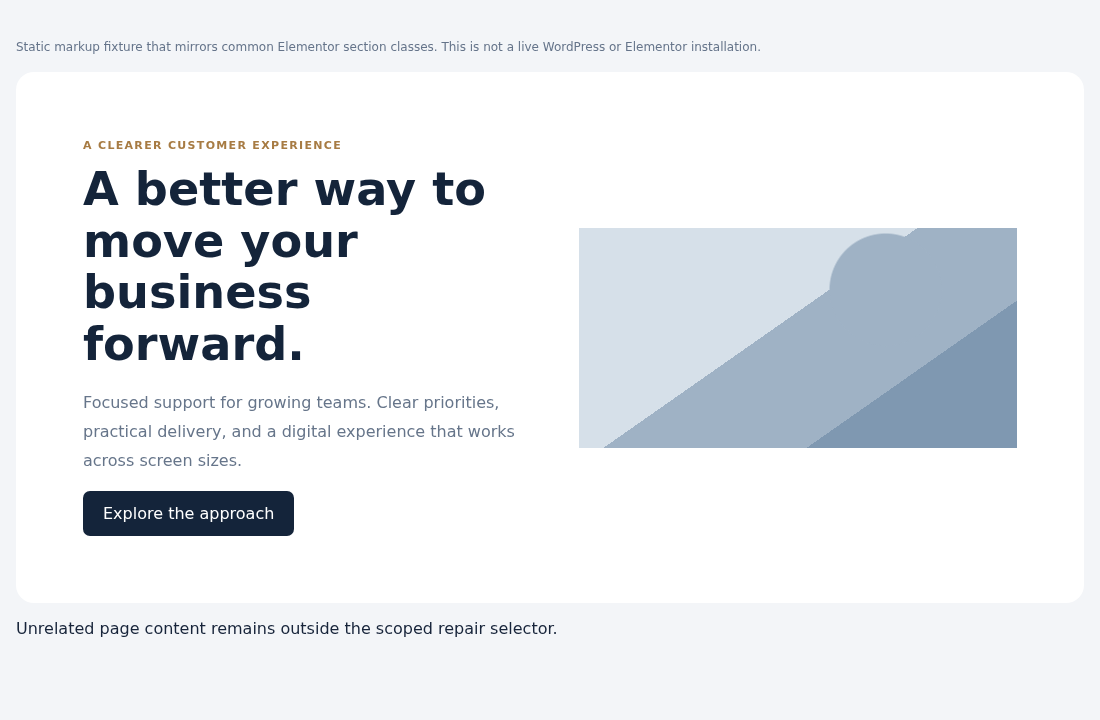 Static markup fixture that mirrors common Elementor section classes. This is not a live WordPress or Elementor installation.
A CLEARER CUSTOMER EXPERIENCE
A better way to
move your
business
forward.
Focused support for growing teams. Clear priorities,
practical delivery, and a digital experience that works
across screen sizes.
Explore the approach
Unrelated page content remains outside the scoped repair selector.